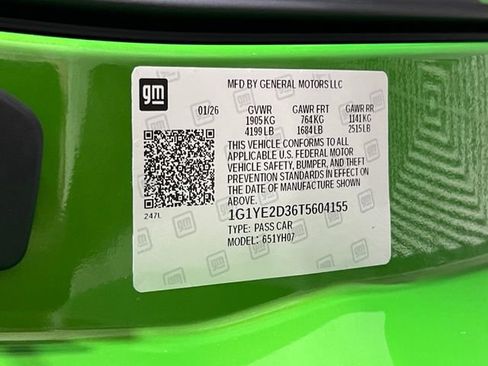 gm
MFD BY GENERAL MOTORS LLC
01/26 GVWR GAWR FRT GAWR RR
1905 KG 764 KG 1141 KG
4199 LB 1684 LB 2515 LB
THIS VEHICLE CONFORMS TO ALL
APPLICABLE U.S. FEDERAL MOTOR
VEHICLE SAFETY, BUMPER, AND THEFT
PREVENTION STANDARDS IN EFFECT ON
THE DATE OF MANUFACTURE SHOWN
ABOVE.
247L
1G1YE2D36T5604155
TYPE: PASS CAR
MODEL: 651YH07